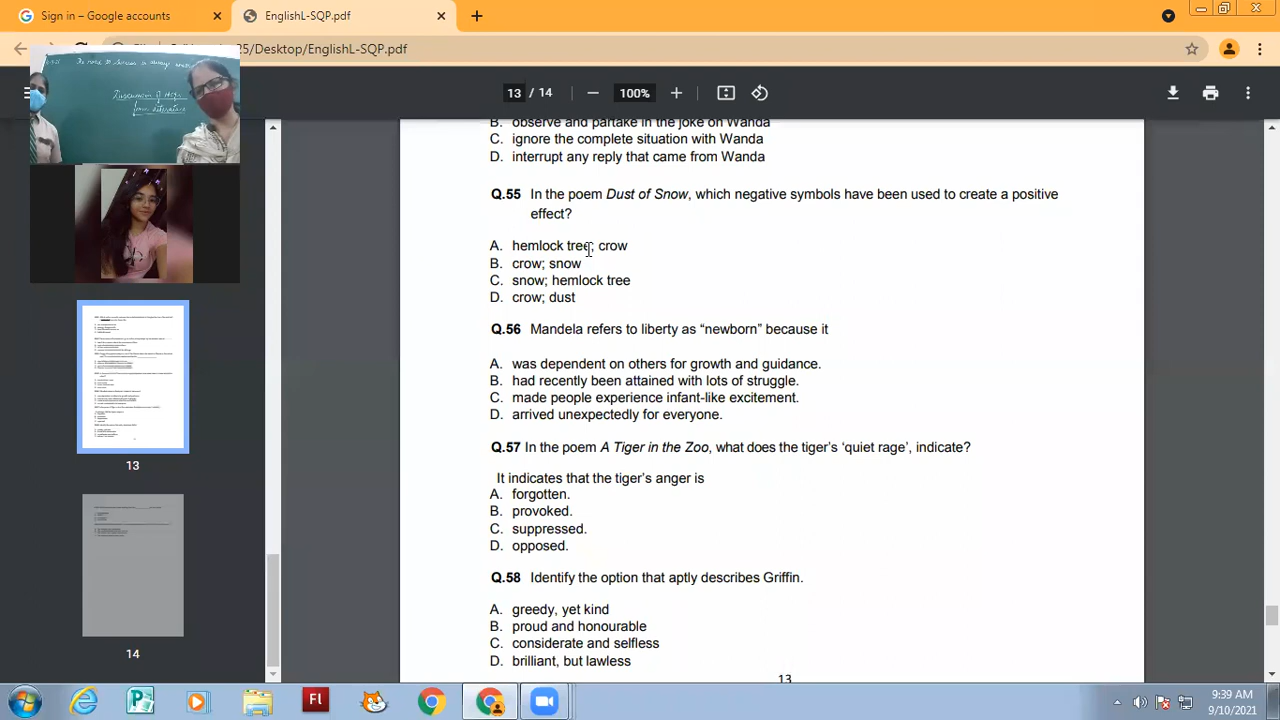 Sign in – Google accounts
EnglishL-SQP.pdf
25/Desktop/EnglishL-SQP.pdf
from literature
13 / 14
100%
B. observe and partake in the joke on Wanda
C. ignore the complete situation with Wanda
D. interrupt any reply that came from Wanda
Q.55 In the poem Dust of Snow, which negative symbols have been used to create a positive
effect?
A. hemlock tree; crow
B. crow; snow
C. snow; hemlock tree
D. crow; dust
Q.56 Mandela refers to liberty as “newborn” because it
A. was dependent on others for growth and guidance.
B. had recently been attained with lots of struggle.
C. made people experience infant-like excitement.
D. arrived unexpectedly for everyone.
Q.57 In the poem A Tiger in the Zoo, what does the tiger’s ‘quiet rage’, indicate?
It indicates that the tiger’s anger is
A. forgotten.
B. provoked.
C. suppressed.
D. opposed.
Q.58 Identify the option that aptly describes Griffin.
A. greedy, yet kind
B. proud and honourable
C. considerate and selfless
D. brilliant, but lawless
13
13
14
Fl
9:39 AM
9/10/2021